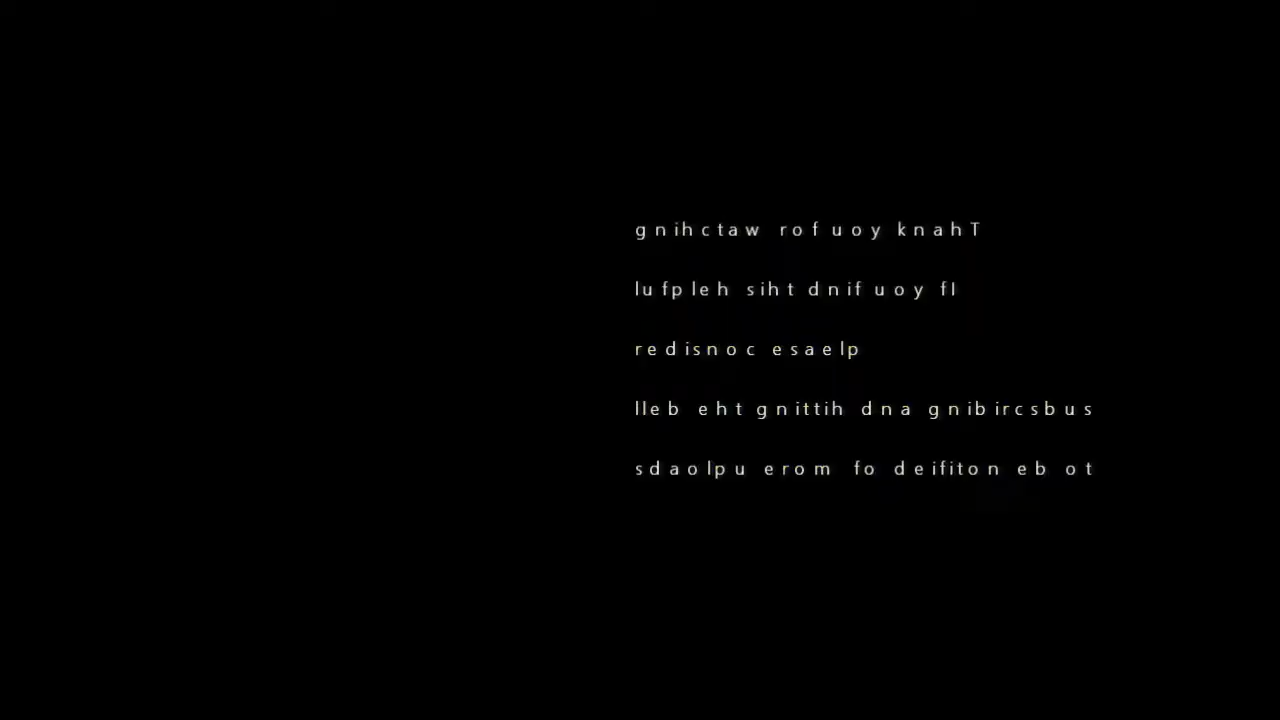 gnihctaw rof uoy knahT
lufpleh siht dnif uoy fI
redisnoc esaelp
lleb eht gnittih dna gnibircsbus
sdaolpu erom fo deifiton eb ot